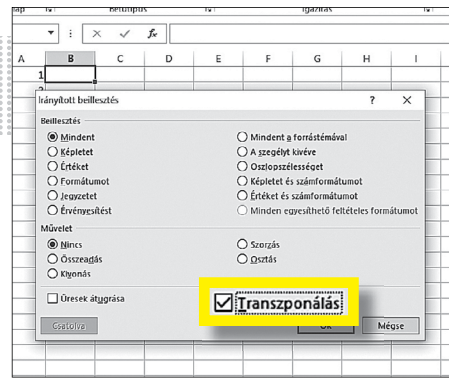 Betűtípus Igazítás
fx
A B C D E F G H I
1
Irányított beillesztés ? ×
Beillesztés
Mindent Mindent a forrástémával
Képletet A szegélyt kivéve
Értéket Oszlopszélességet
Formátumot Képletet és számformátumot
Jegyzetet Értéket és számformátumot
Érvényesítést Minden egyesíthető feltételes formátumot
Művelet
Nincs Szorzás
Összeadás Osztás
Kivonás
Üresek átugrása Transzponálás
Csatolva OK Mégse